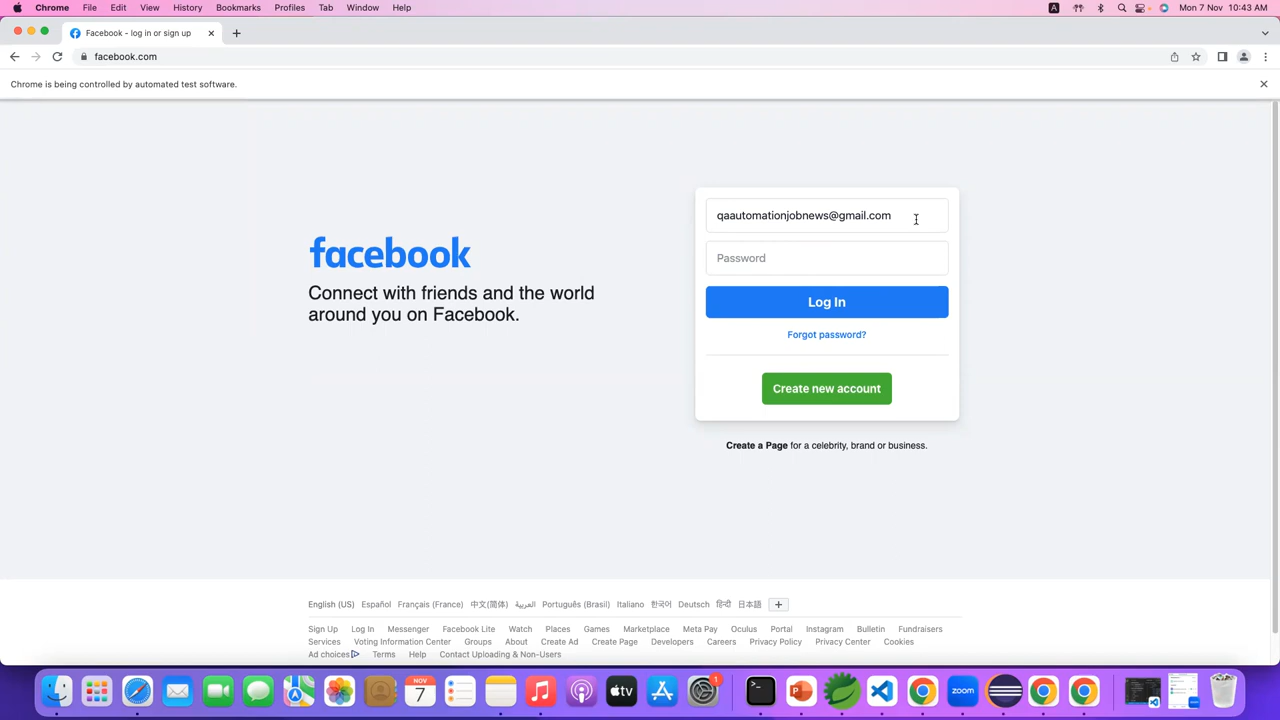 Chrome File Edit View History Bookmarks Profiles Tab Window Help A Mon 7 Nov 10:43 AM
Facebook - log in or sign up
facebook.com
Chrome is being controlled by automated test software.
facebook
Connect with friends and the world
around you on Facebook.
qaautomationjobnews@gmail.com
Password
Log In
Forgot password?
Create new account
Create a Page for a celebrity, brand or business.
English (US) Español Français (France) 中文(简体) العربية Português (Brasil) Italiano 한국어 Deutsch हिन्दी 日本語
Sign Up Log In Messenger Facebook Lite Watch Places Games Marketplace Meta Pay Oculus Portal Instagram Bulletin Fundraisers
Services Voting Information Center Groups About Create Ad Create Page Developers Careers Privacy Policy Privacy Center Cookies
Ad choices Terms Help Contact Uploading & Non-Users
NOV
7
tv
1
zoom